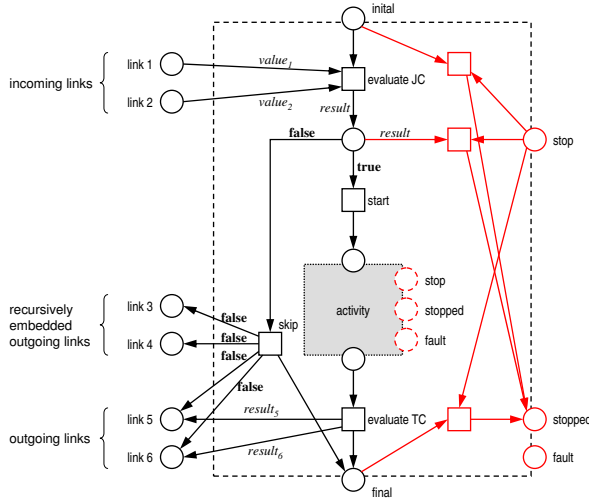 inital
link 1
value1
incoming links
evaluate JC
link 2
value2
result
false
result
stop
true
start
stop
activity
stopped
link 3
recursively
embedded
outgoing links
false
skip
fault
link 4
false
false
false
link 5
result5
evaluate TC
stopped
outgoing links
link 6
result6
fault
final